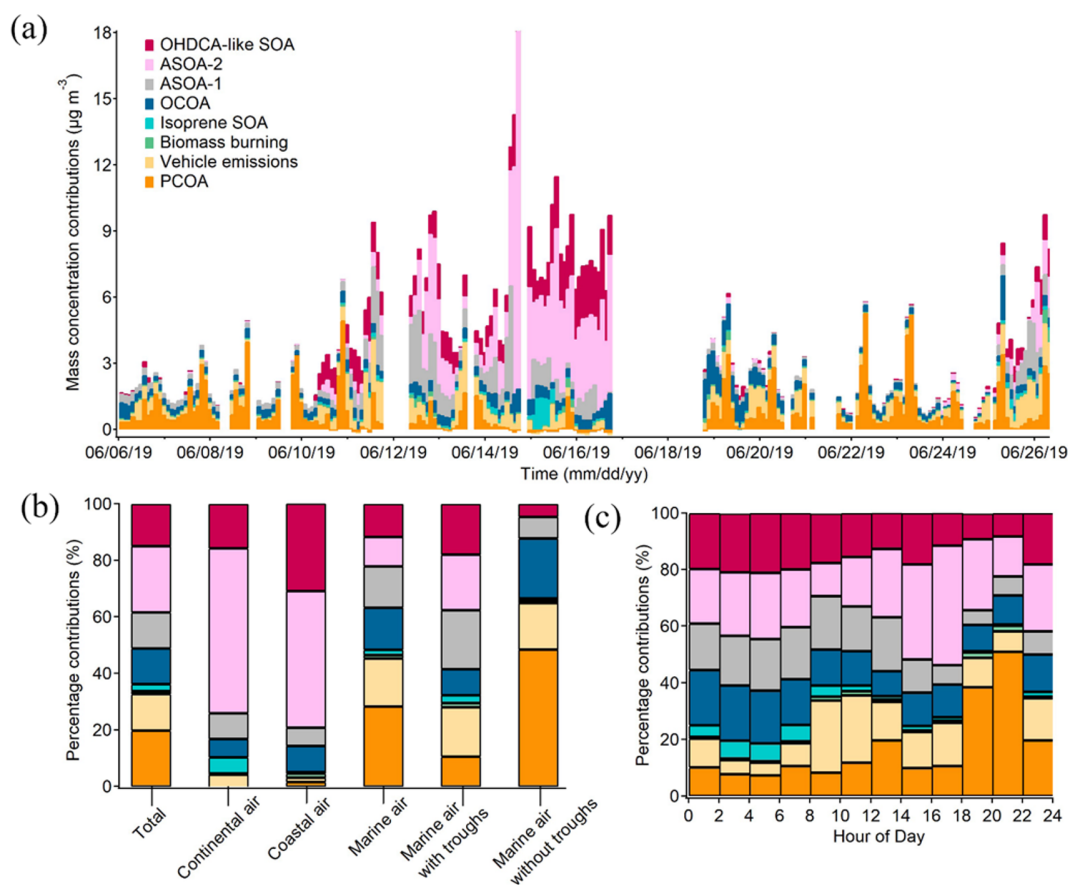 (a)
Mass concentration contributions (µg m⁻³)
18
15
12
9
6
3
0
OHDCA-like SOA
ASOA-2
ASOA-1
OCOA
Isoprene SOA
Biomass burning
Vehicle emissions
PCOA
06/06/19 06/08/19 06/10/19 06/12/19 06/14/19 06/16/19 06/18/19 06/20/19 06/22/19 06/24/19 06/26/19
Time (mm/dd/yy)
(b)
Percentage contributions (%)
100
80
60
40
20
0
Total
Continental air
Coastal air
Marine air
Marine air
with troughs
Marine air
without troughs
(c)
Percentage contributions (%)
100
80
60
40
20
0
0 2 4 6 8 10 12 14 16 18 20 22 24
Hour of Day